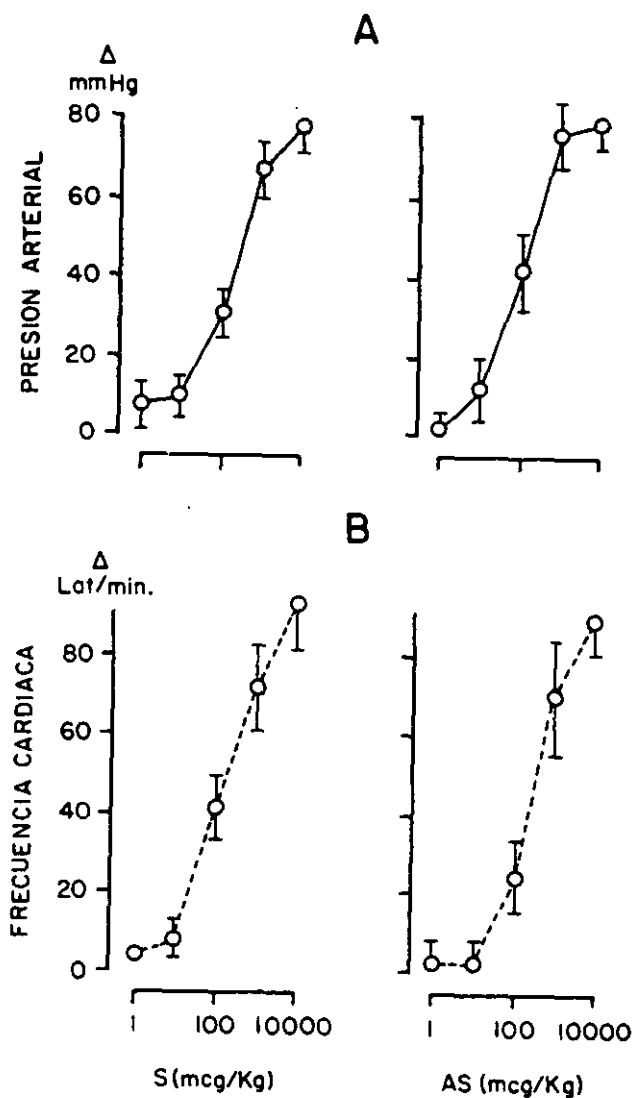 A
Δ
mmHg
80
60
40
20
0
PRESION ARTERIAL
B
Δ
Lat/min.
80
60
40
20
0
FRECUENCIA CARDIACA
1 100 10000 1 100 10000
S (mcg/Kg) AS (mcg/Kg)